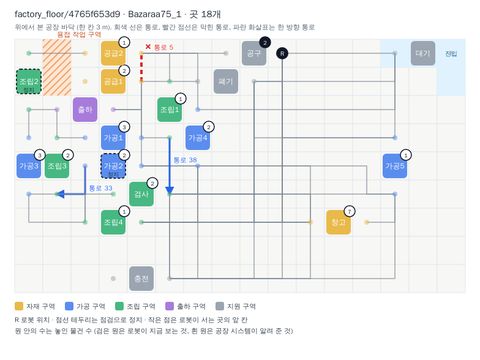 factory_floor/4765f653d9 · Bazaraa75_1 · 곳 18개
위에서 본 공장 바닥 (한 칸 3 m). 회색 선은 통로, 빨간 점선은 막힌 통로, 파란 화살표는 한 방향 통로
용접 작업 구역
공급2 1
✕ 통로 5
공구 2
R
대기
진입
조립2
공급1 1
폐기
출하
조립1 1
가공1 3
가공4 2
가공3 3
조립3 2
가공2 2
통로 38
가공5 1
통로 33
검사 2
조립4 1
창고 7
충전
자재 구역
가공 구역
조립 구역
출하 구역
지원 구역
R 로봇 위치 · 점선 테두리는 점검으로 정지 · 작은 점은 로봇이 서는 곳의 앞 칸
원 안의 수는 놓인 물건 수 (검은 원은 로봇이 지금 보는 것, 흰 원은 공장 시스템이 알려 준 것)